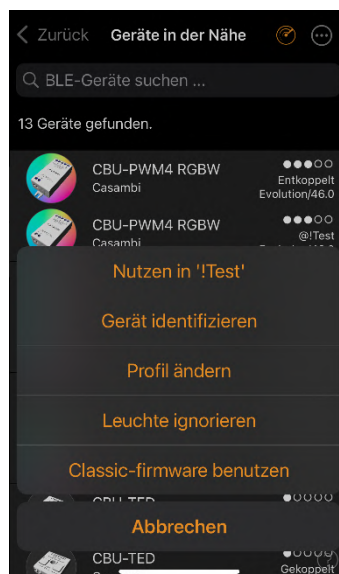 Zurück Geräte in der Nähe
BLE-Geräte suchen ...
13 Geräte gefunden.
CBU-PWM4 RGBW
Casambi
Entkoppelt
Evolution/46.0
CBU-PWM4 RGBW
Casambi
@!Test
Nutzen in '!Test'
Gerät identifizieren
Profil ändern
Leuchte ignorieren
Classic-firmware benutzen
CBU-TED
Abbrechen
CBU-TED
Gekoppelt